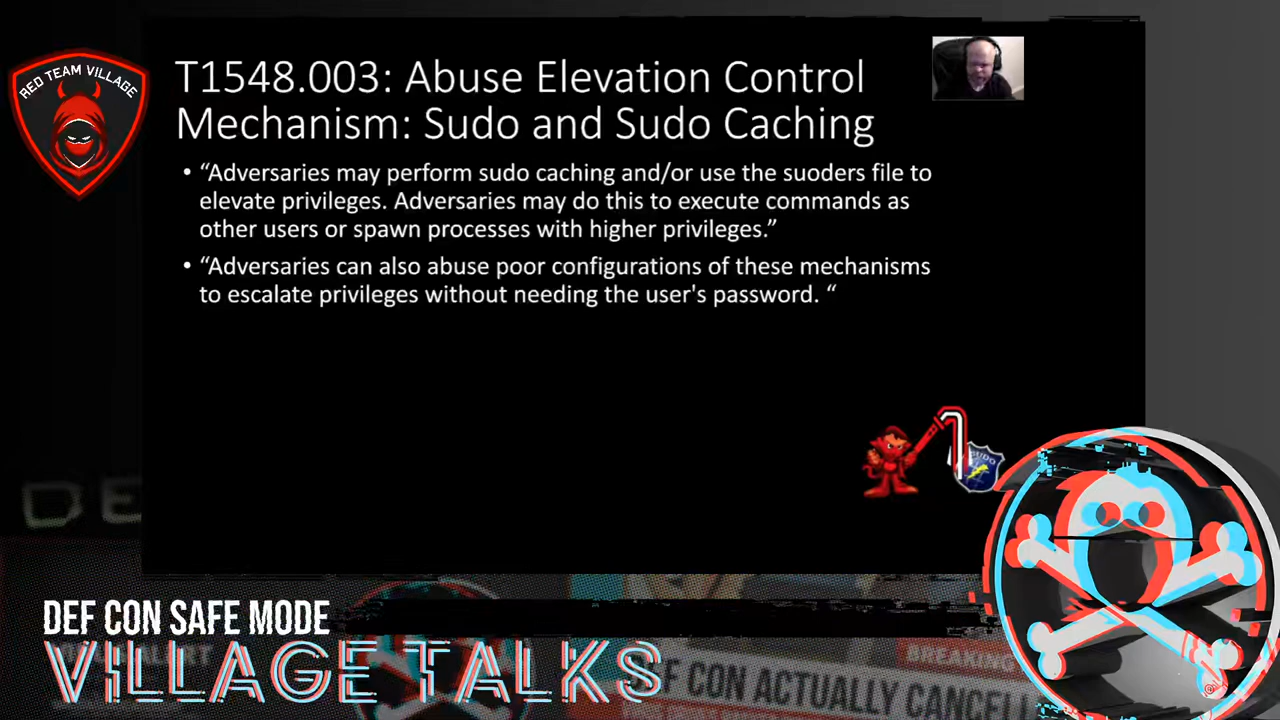 RED TEAM VILLAGE
T1548.003: Abuse Elevation Control
Mechanism: Sudo and Sudo Caching
• “Adversaries may perform sudo caching and/or use the suoders file to
elevate privileges. Adversaries may do this to execute commands as
other users or spawn processes with higher privileges.”
• “Adversaries can also abuse poor configurations of these mechanisms
to escalate privileges without needing the user's password. “
SUDO
DE
DEF CON SAFE MODE
VILLAGE TALKS
BREAKING
DEF CON ACTUALLY CANCELL